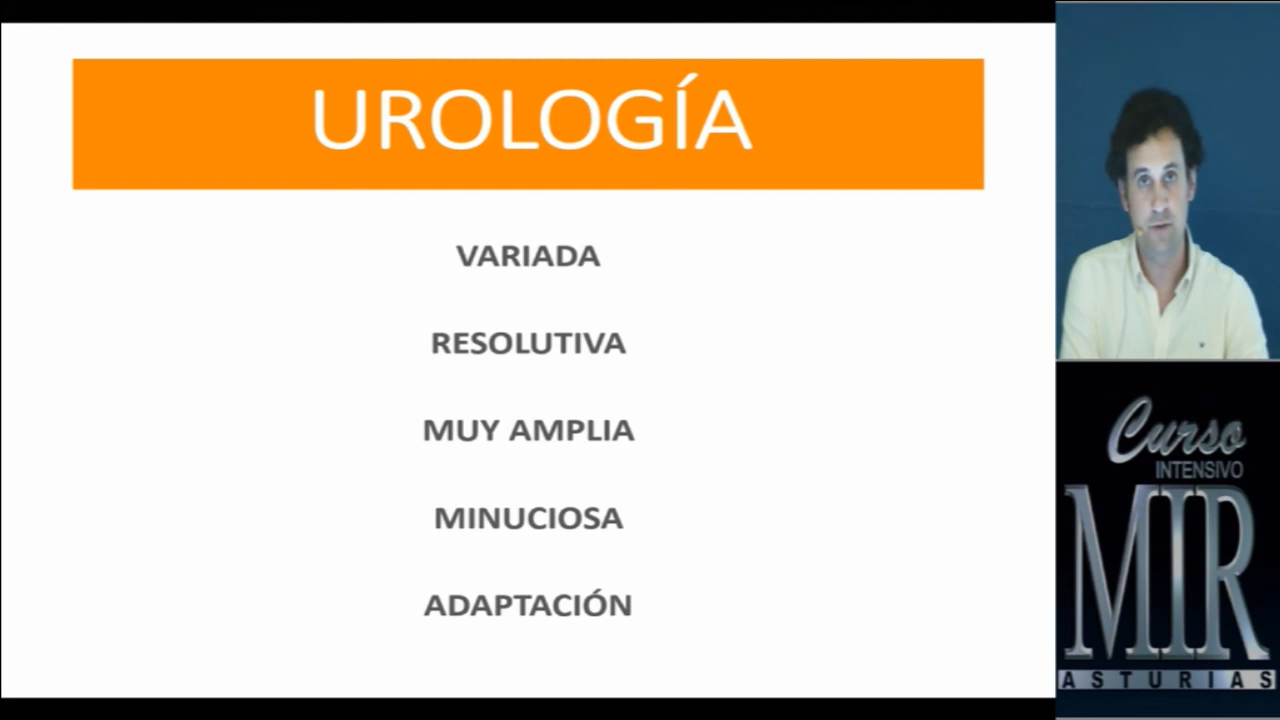 UROLOGÍA
VARIADA
RESOLUTIVA
MUY AMPLIA
MINUCIOSA
ADAPTACIÓN
Curso
INTENSIVO
MIR
ASTURIAS